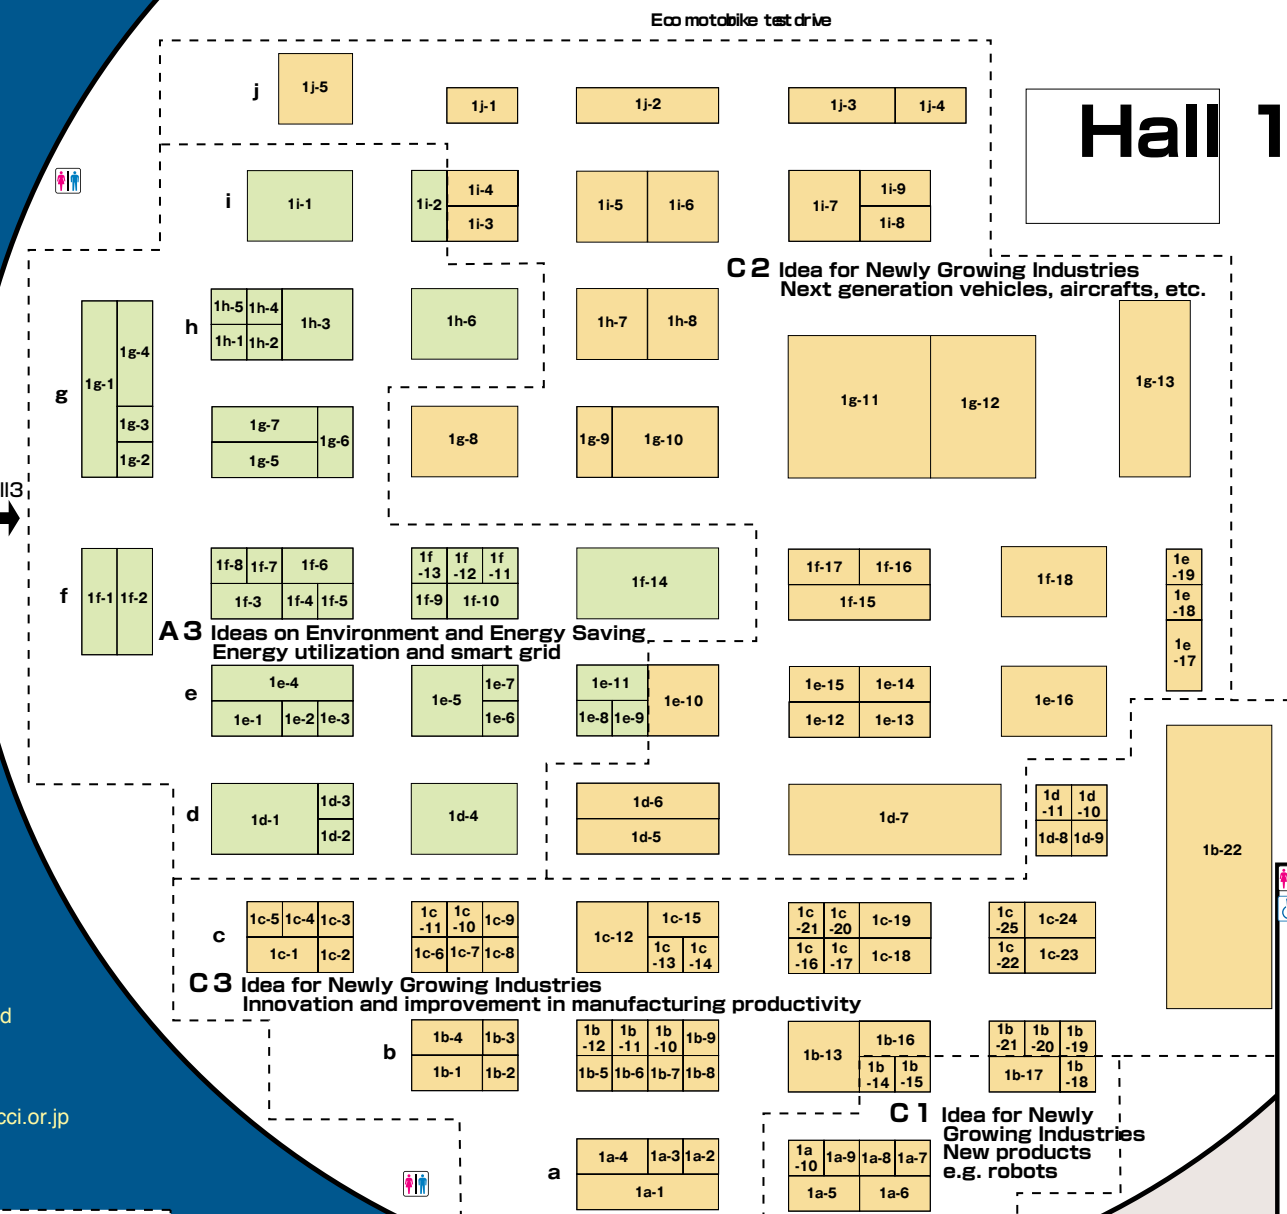 Eco motobike test drive
Hall 1
j
1j-5
1j-1
1j-2
1j-3
1j-4
i
1i-1
1i-2
1i-4
1i-3
1i-5
1i-6
1i-7
1i-9
1i-8
C2 Idea for Newly Growing Industries
Next generation vehicles, aircrafts, etc.
h
1h-5
1h-4
1h-1
1h-2
1h-3
1h-6
1h-7
1h-8
g
1g-1
1g-4
1g-3
1g-2
1g-7
1g-5
1g-6
1g-8
1g-9
1g-10
1g-11
1g-12
1g-13
ll3
f
1f-1
1f-2
1f-8
1f-7
1f-6
1f-3
1f-4
1f-5
1f
-13
1f
-12
1f
-11
1f-9
1f-10
1f-14
1f-17
1f-16
1f-15
1f-18
1e
-19
1e
-18
1e
-17
A3 Ideas on Environment and Energy Saving
Energy utilization and smart grid
e
1e-4
1e-1
1e-2
1e-3
1e-5
1e-7
1e-6
1e-11
1e-8
1e-9
1e-10
1e-15
1e-14
1e-12
1e-13
1e-16
d
1d-1
1d-3
1d-2
1d-4
1d-6
1d-5
1d-7
1d
-11
1d
-10
1d-8
1d-9
1b-22
c
1c-5
1c-4
1c-3
1c-1
1c-2
1c
-11
1c
-10
1c-9
1c-6
1c-7
1c-8
1c-12
1c-15
1c
-13
1c
-14
1c
-21
1c
-20
1c-19
1c
-16
1c
-17
1c-18
1c
-25
1c-24
1c
-22
1c-23
C3 Idea for Newly Growing Industries
Innovation and improvement in manufacturing productivity
d
b
1b-4
1b-3
1b-1
1b-2
1b
-12
1b
-11
1b
-10
1b-9
1b-5
1b-6
1b-7
1b-8
1b-13
1b-16
1b
-14
1b
-15
1b
-21
1b
-20
1b
-19
1b-17
1b
-18
cci.or.jp
C1 Idea for Newly
Growing Industries
New products
e.g. robots
a
1a-4
1a-3
1a-2
1a-1
1a
-10
1a-9
1a-8
1a-7
1a-5
1a-6